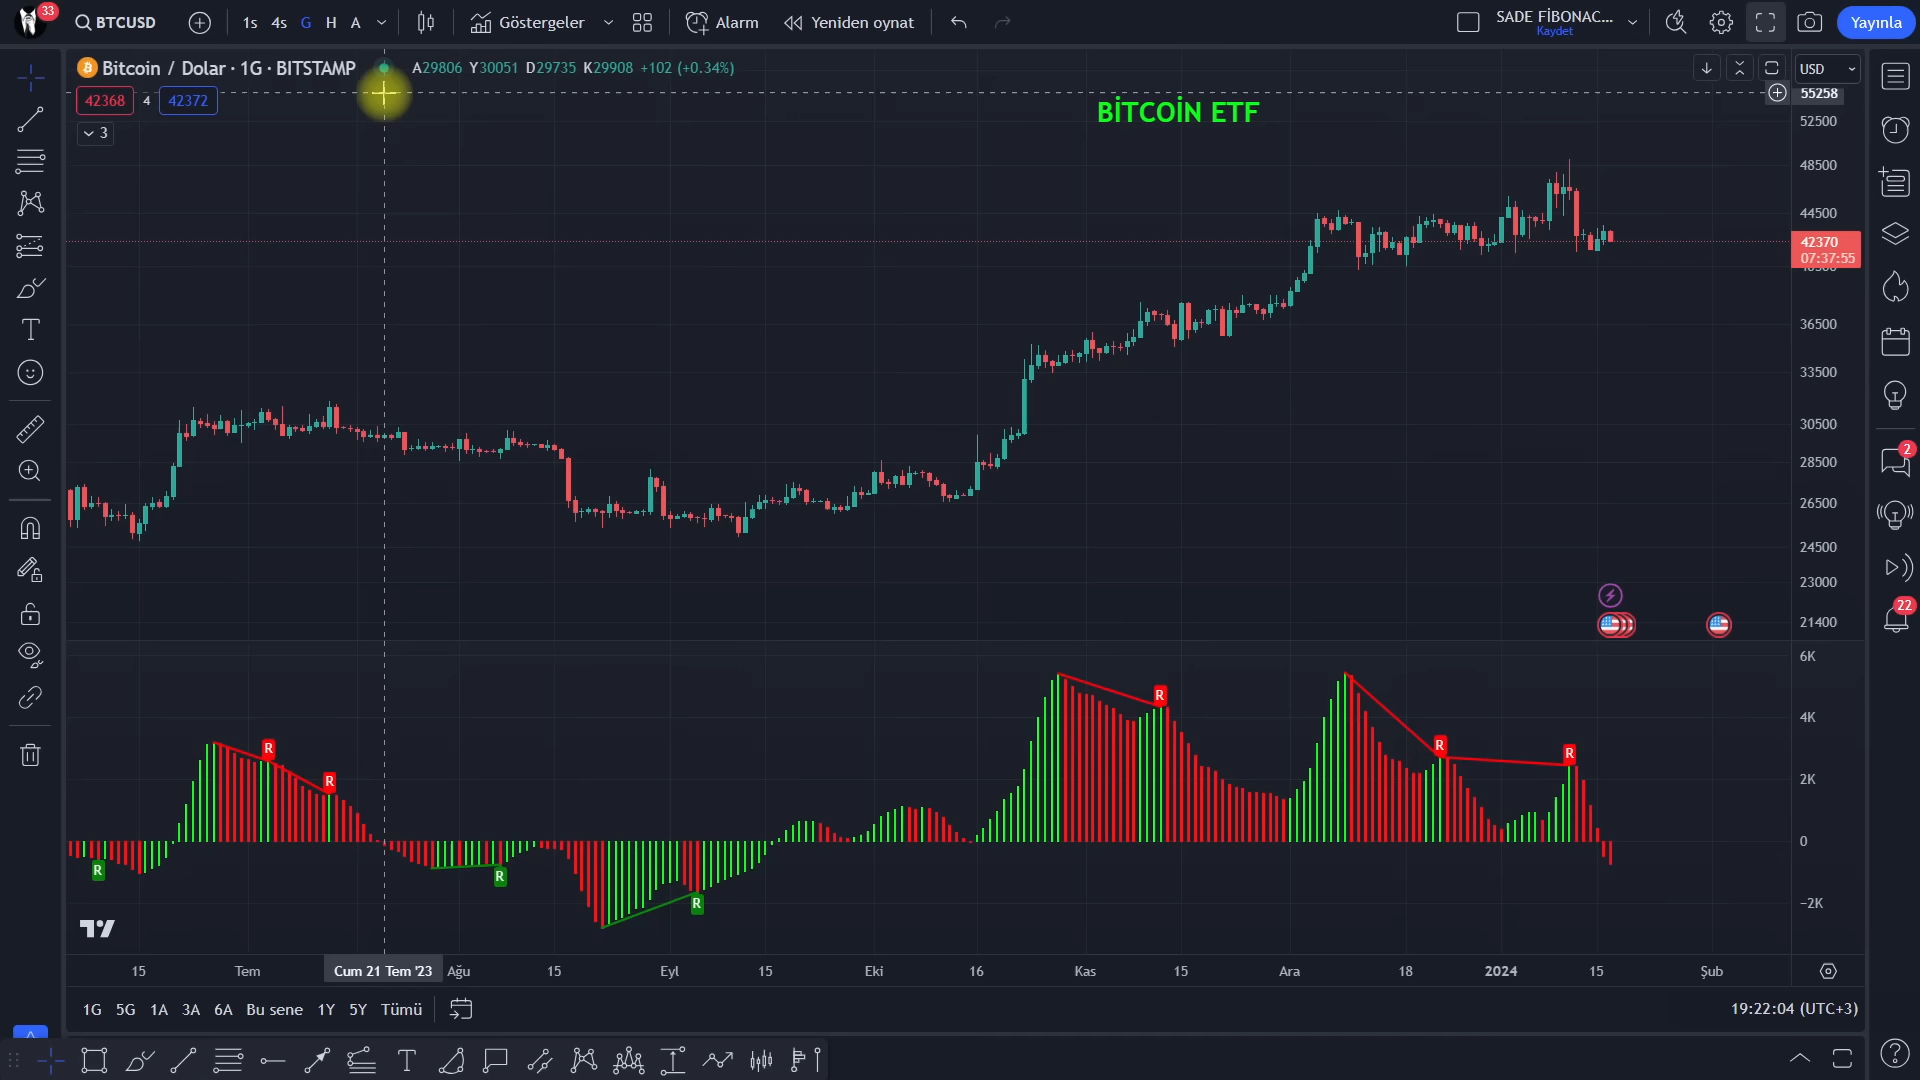 33
BTCUSD
1s 4s G H A
Göstergeler
Alarm
Yeniden oynat
SADE FİBONAC...
Kaydet
Yayınla
Bitcoin / Dolar · 1G · BITSTAMP
A29806 Y30051 D29735 K29908 +102 (+0.34%)
USD
42368 4 42372
3
BİTCOİN ETF
55258
52500
48500
44500
42370
07:37:55
36500
33500
30500
28500
26500
24500
23000
21400
6K
4K
2K
0
−2K
R
R
R
R
R
R
R
R
2
22
15 Tem Cum 21 Tem '23 Ağu 15 Eyl 15 Eki 16 Kas 15 Ara 18 2024 15 Şub
1G 5G 1A 3A 6A Bu sene 1Y 5Y Tümü
19:22:04 (UTC+3)